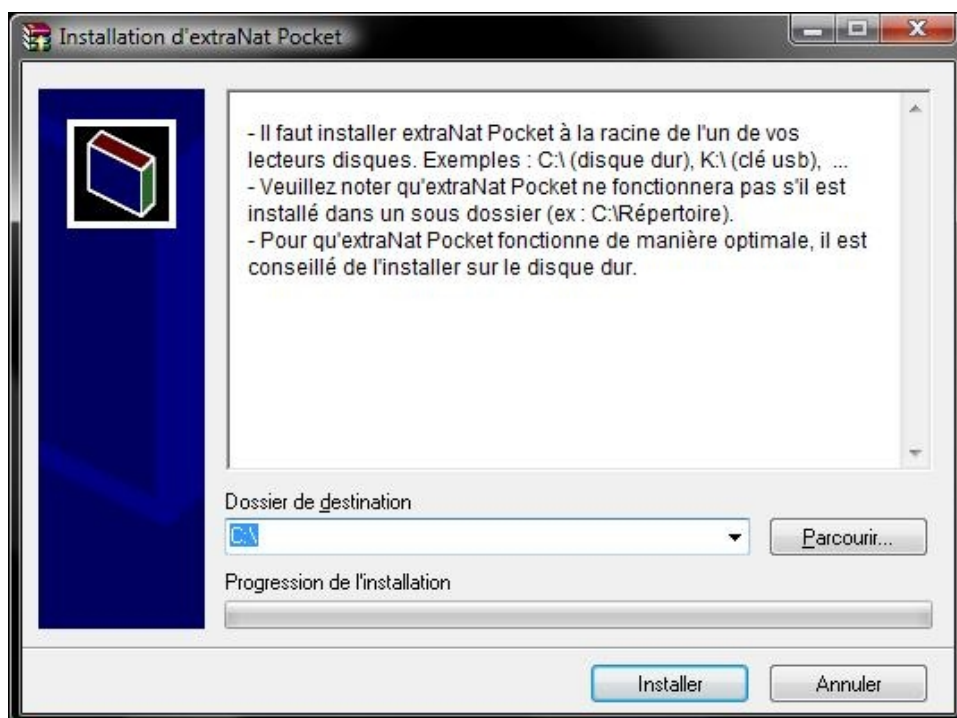 Installation d'extraNat Pocket
- Il faut installer extraNat Pocket à la racine de l'un de vos
lecteurs disques. Exemples : C:\ (disque dur), K:\ (clé usb), ...
- Veuillez noter qu'extraNat Pocket ne fonctionnera pas s'il est
installé dans un sous dossier (ex : C:\Répertoire).
- Pour qu'extraNat Pocket fonctionne de manière optimale, il est
conseillé de l'installer sur le disque dur.
Dossier de destination
C:\
Parcourir...
Progression de l'installation
Installer
Annuler